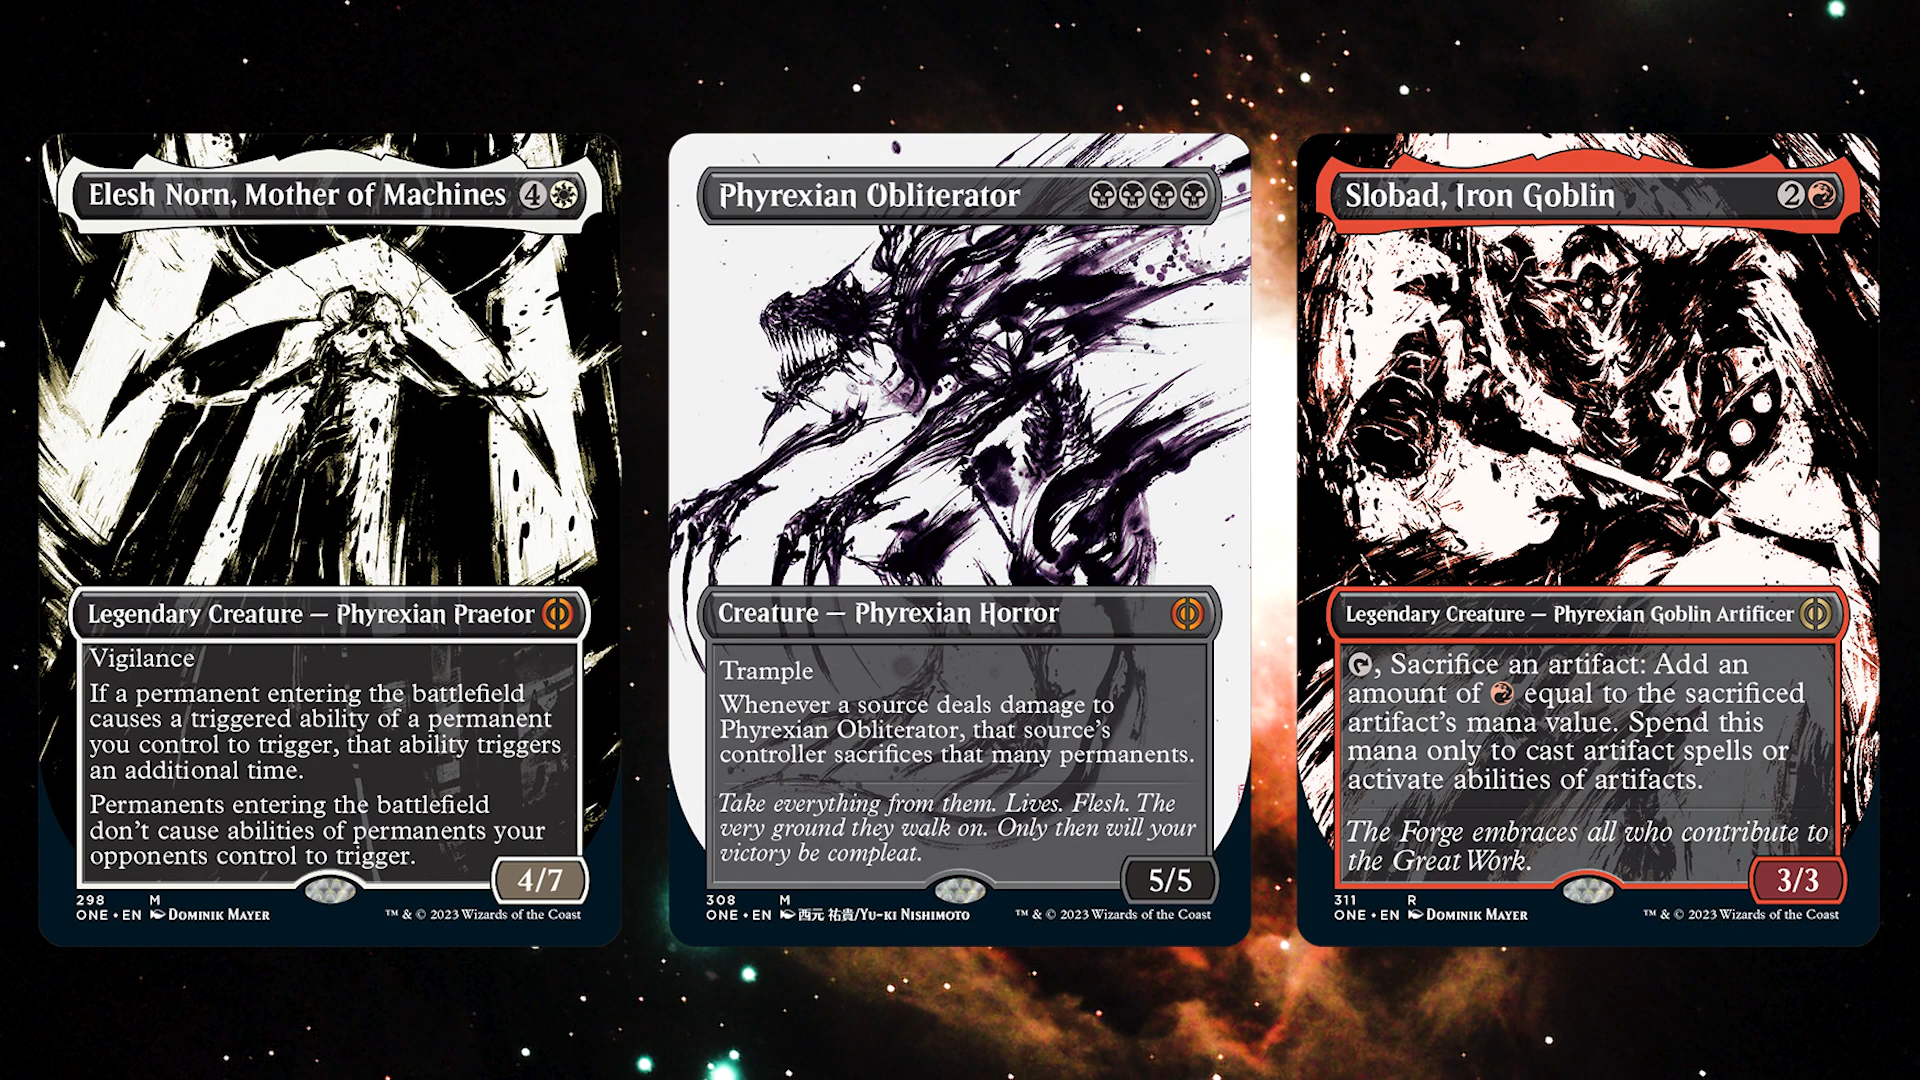 Elesh Norn, Mother of Machines 4
Legendary Creature — Phyrexian Praetor
Vigilance
If a permanent entering the battlefield
causes a triggered ability of a permanent
you control to trigger, that ability triggers
an additional time.
Permanents entering the battlefield
don't cause abilities of permanents your
opponents control to trigger.
4/7
298 M
ONE • EN Dominik Mayer ™ & © 2023 Wizards of the Coast
Phyrexian Obliterator
Creature — Phyrexian Horror
Trample
Whenever a source deals damage to
Phyrexian Obliterator, that source's
controller sacrifices that many permanents.
Take everything from them. Lives. Flesh. The
very ground they walk on. Only then will your
victory be compleat.
5/5
308 M
ONE • EN 西元 祐貴/Yu-ki Nishimoto ™ & © 2023 Wizards of the Coast
Slobad, Iron Goblin 2
Legendary Creature — Phyrexian Goblin Artificer
, Sacrifice an artifact: Add an
amount of equal to the sacrificed
artifact's mana value. Spend this
mana only to cast artifact spells or
activate abilities of artifacts.
The Forge embraces all who contribute to
the Great Work.
3/3
311 R
ONE • EN Dominik Mayer ™ & © 2023 Wizards of the Coast